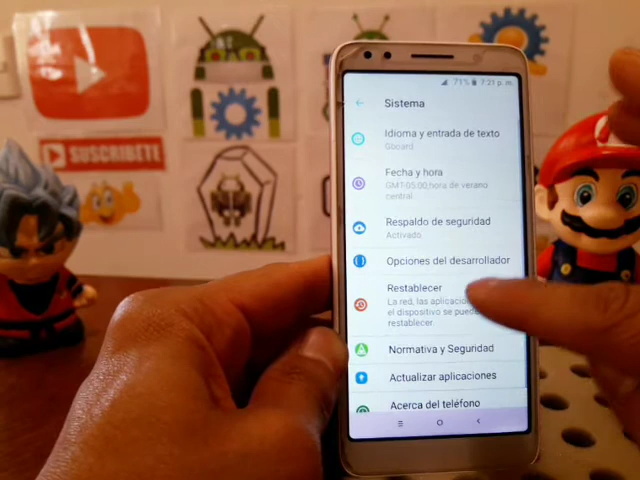 SUSCRIBETE
71% 7:21 p. m.
Sistema
Idioma y entrada de texto
Gboard
Fecha y hora
GMT-05:00 hora de verano
central
Respaldo de seguridad
Activado
Opciones del desarrollador
Restablecer
La red, las
el dispositivo se
restablecer
Normativa y Seguridad
Actualizar aplicaciones
Acerca del teléfono